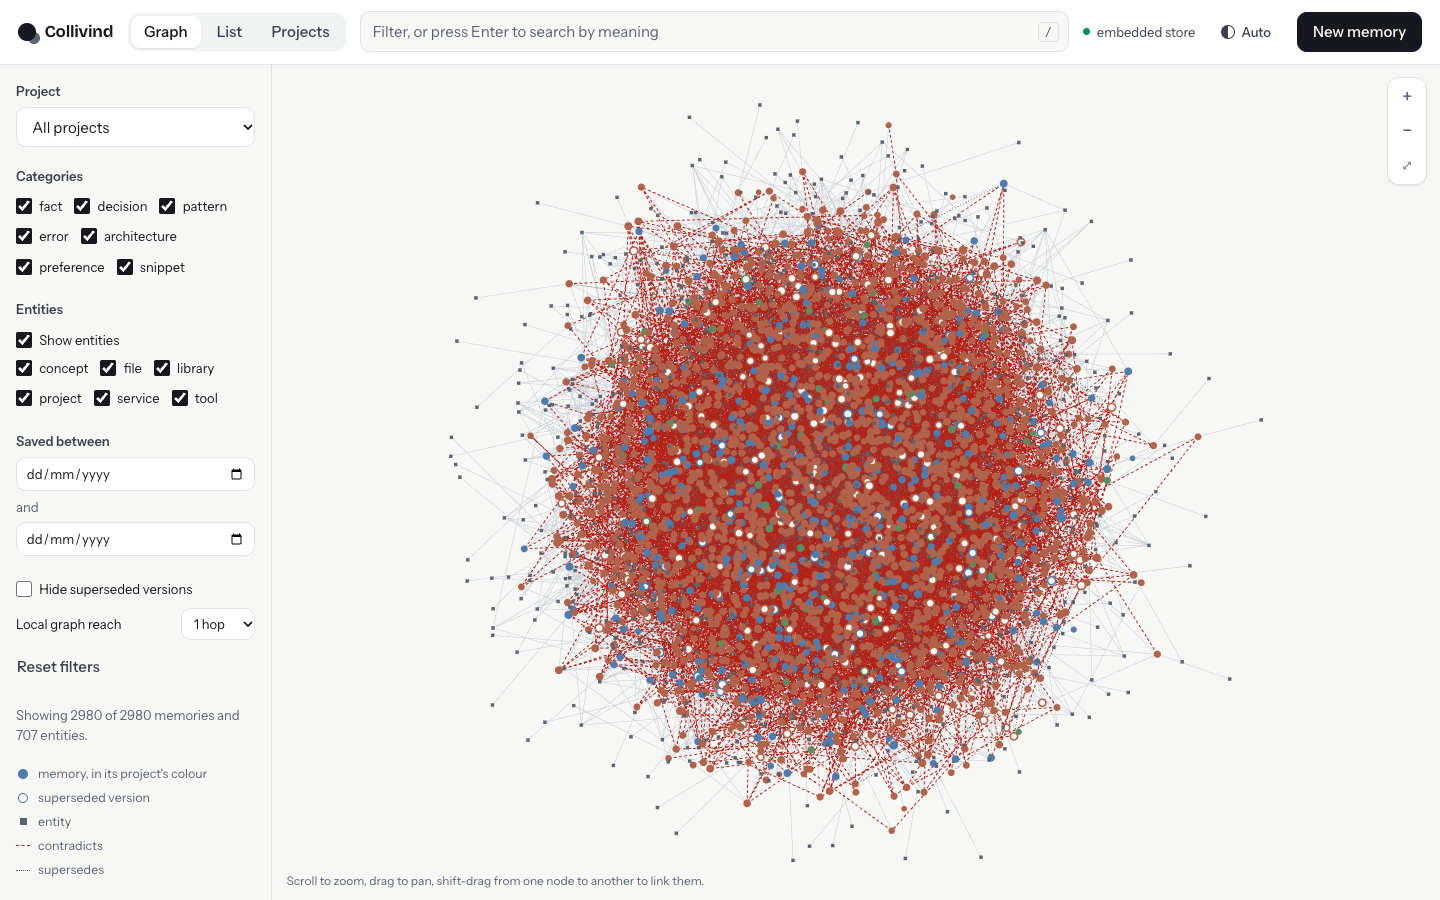 Collivind
Graph List Projects
Filter, or press Enter to search by meaning /
embedded store
Auto
New memory
Project
All projects
Categories
fact decision pattern
error architecture
preference snippet
Entities
Show entities
concept file library
project service tool
Saved between
dd/mm/yyyy
and
dd/mm/yyyy
Hide superseded versions
Local graph reach 1 hop
Reset filters
Showing 2980 of 2980 memories and
707 entities.
memory, in its project's colour
superseded version
entity
contradicts
supersedes
+
−
Scroll to zoom, drag to pan, shift-drag from one node to another to link them.